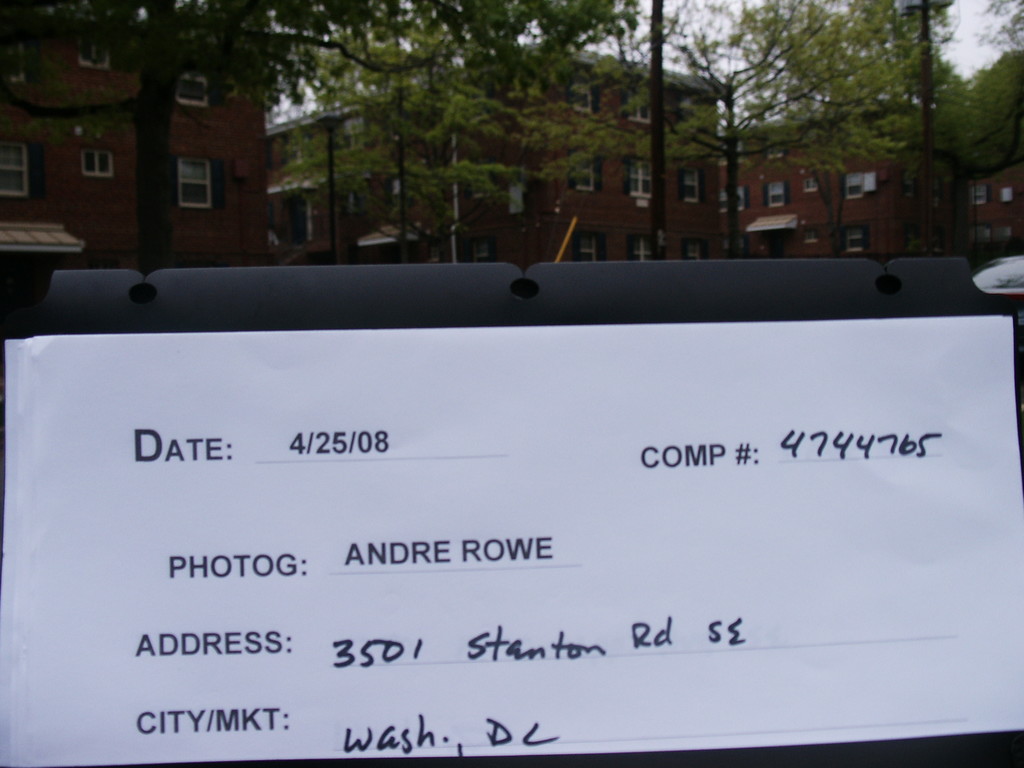 DATE: 4/25/08 COMP #: 4744765
PHOTOG: ANDRE ROWE
ADDRESS: 3501 Stanton Rd SE
CITY/MKT: Wash., DC